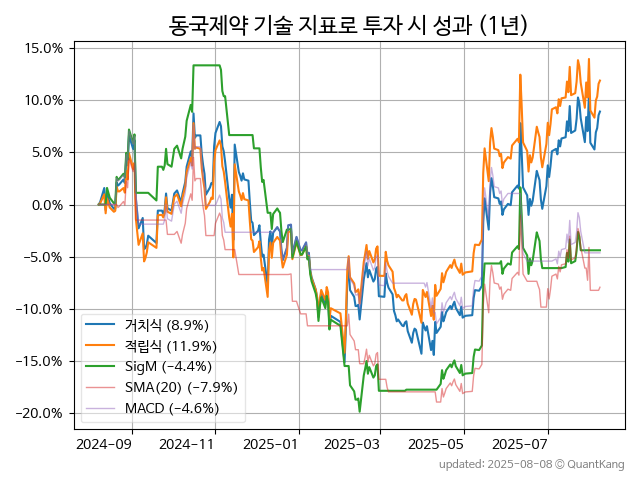 동국제약 기술 지표로 투자 시 성과 (1년)
15.0%
10.0%
5.0%
0.0%
−5.0%
−10.0%
−15.0%
−20.0%
거치식 (8.9%)
적립식 (11.9%)
SigM (−4.4%)
SMA(20) (−7.9%)
MACD (−4.6%)
2024-09 2024-11 2025-01 2025-03 2025-05 2025-07
updated: 2025-08-08 © QuantKang